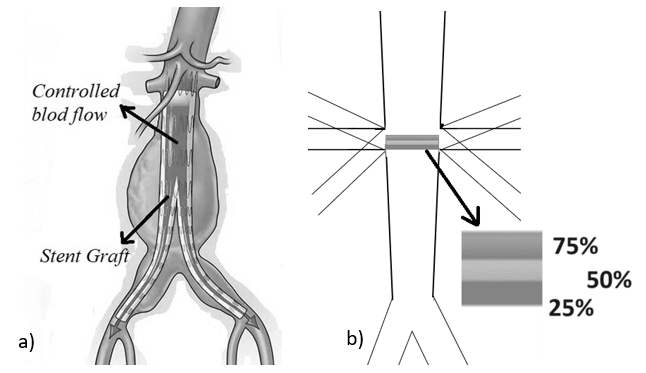 Controlled
blod flow
Stent Graft
a)
75%
50%
25%
b)